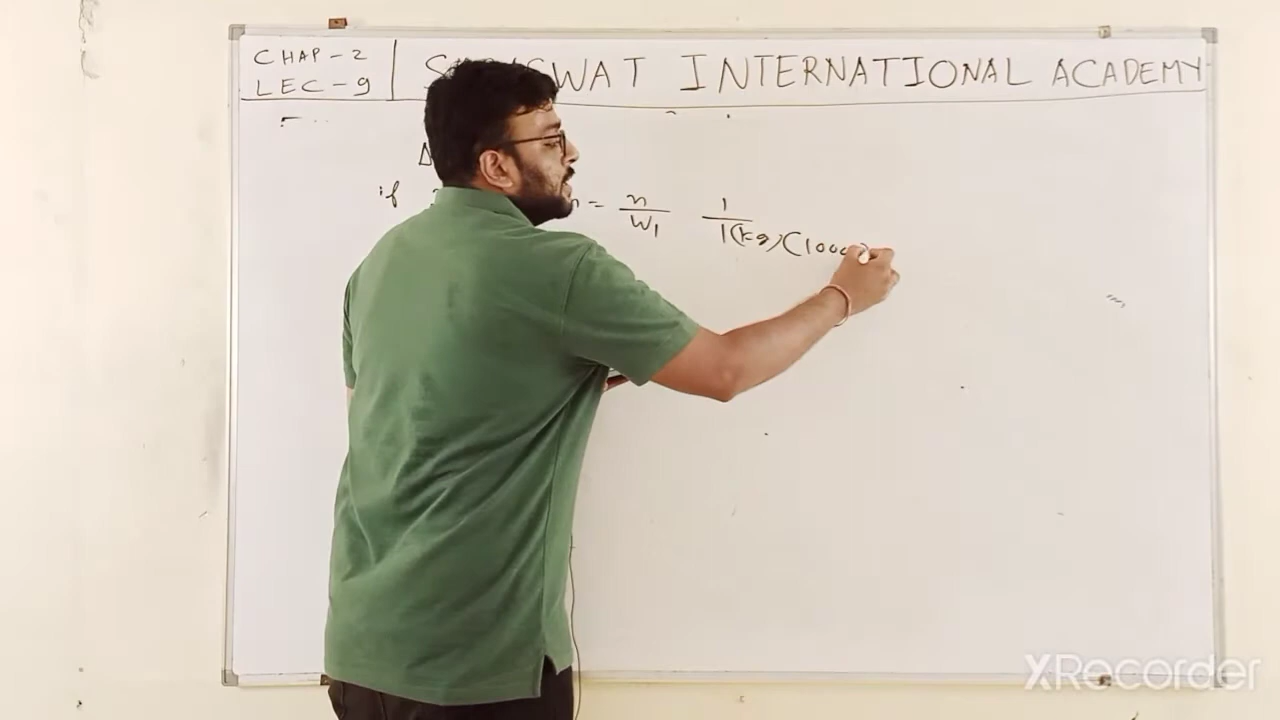 CHAP-2
LEC-9
INTERNATIONAL ACADEMY
if = n/W₁ 1/1(kg)(1000
XRecorder